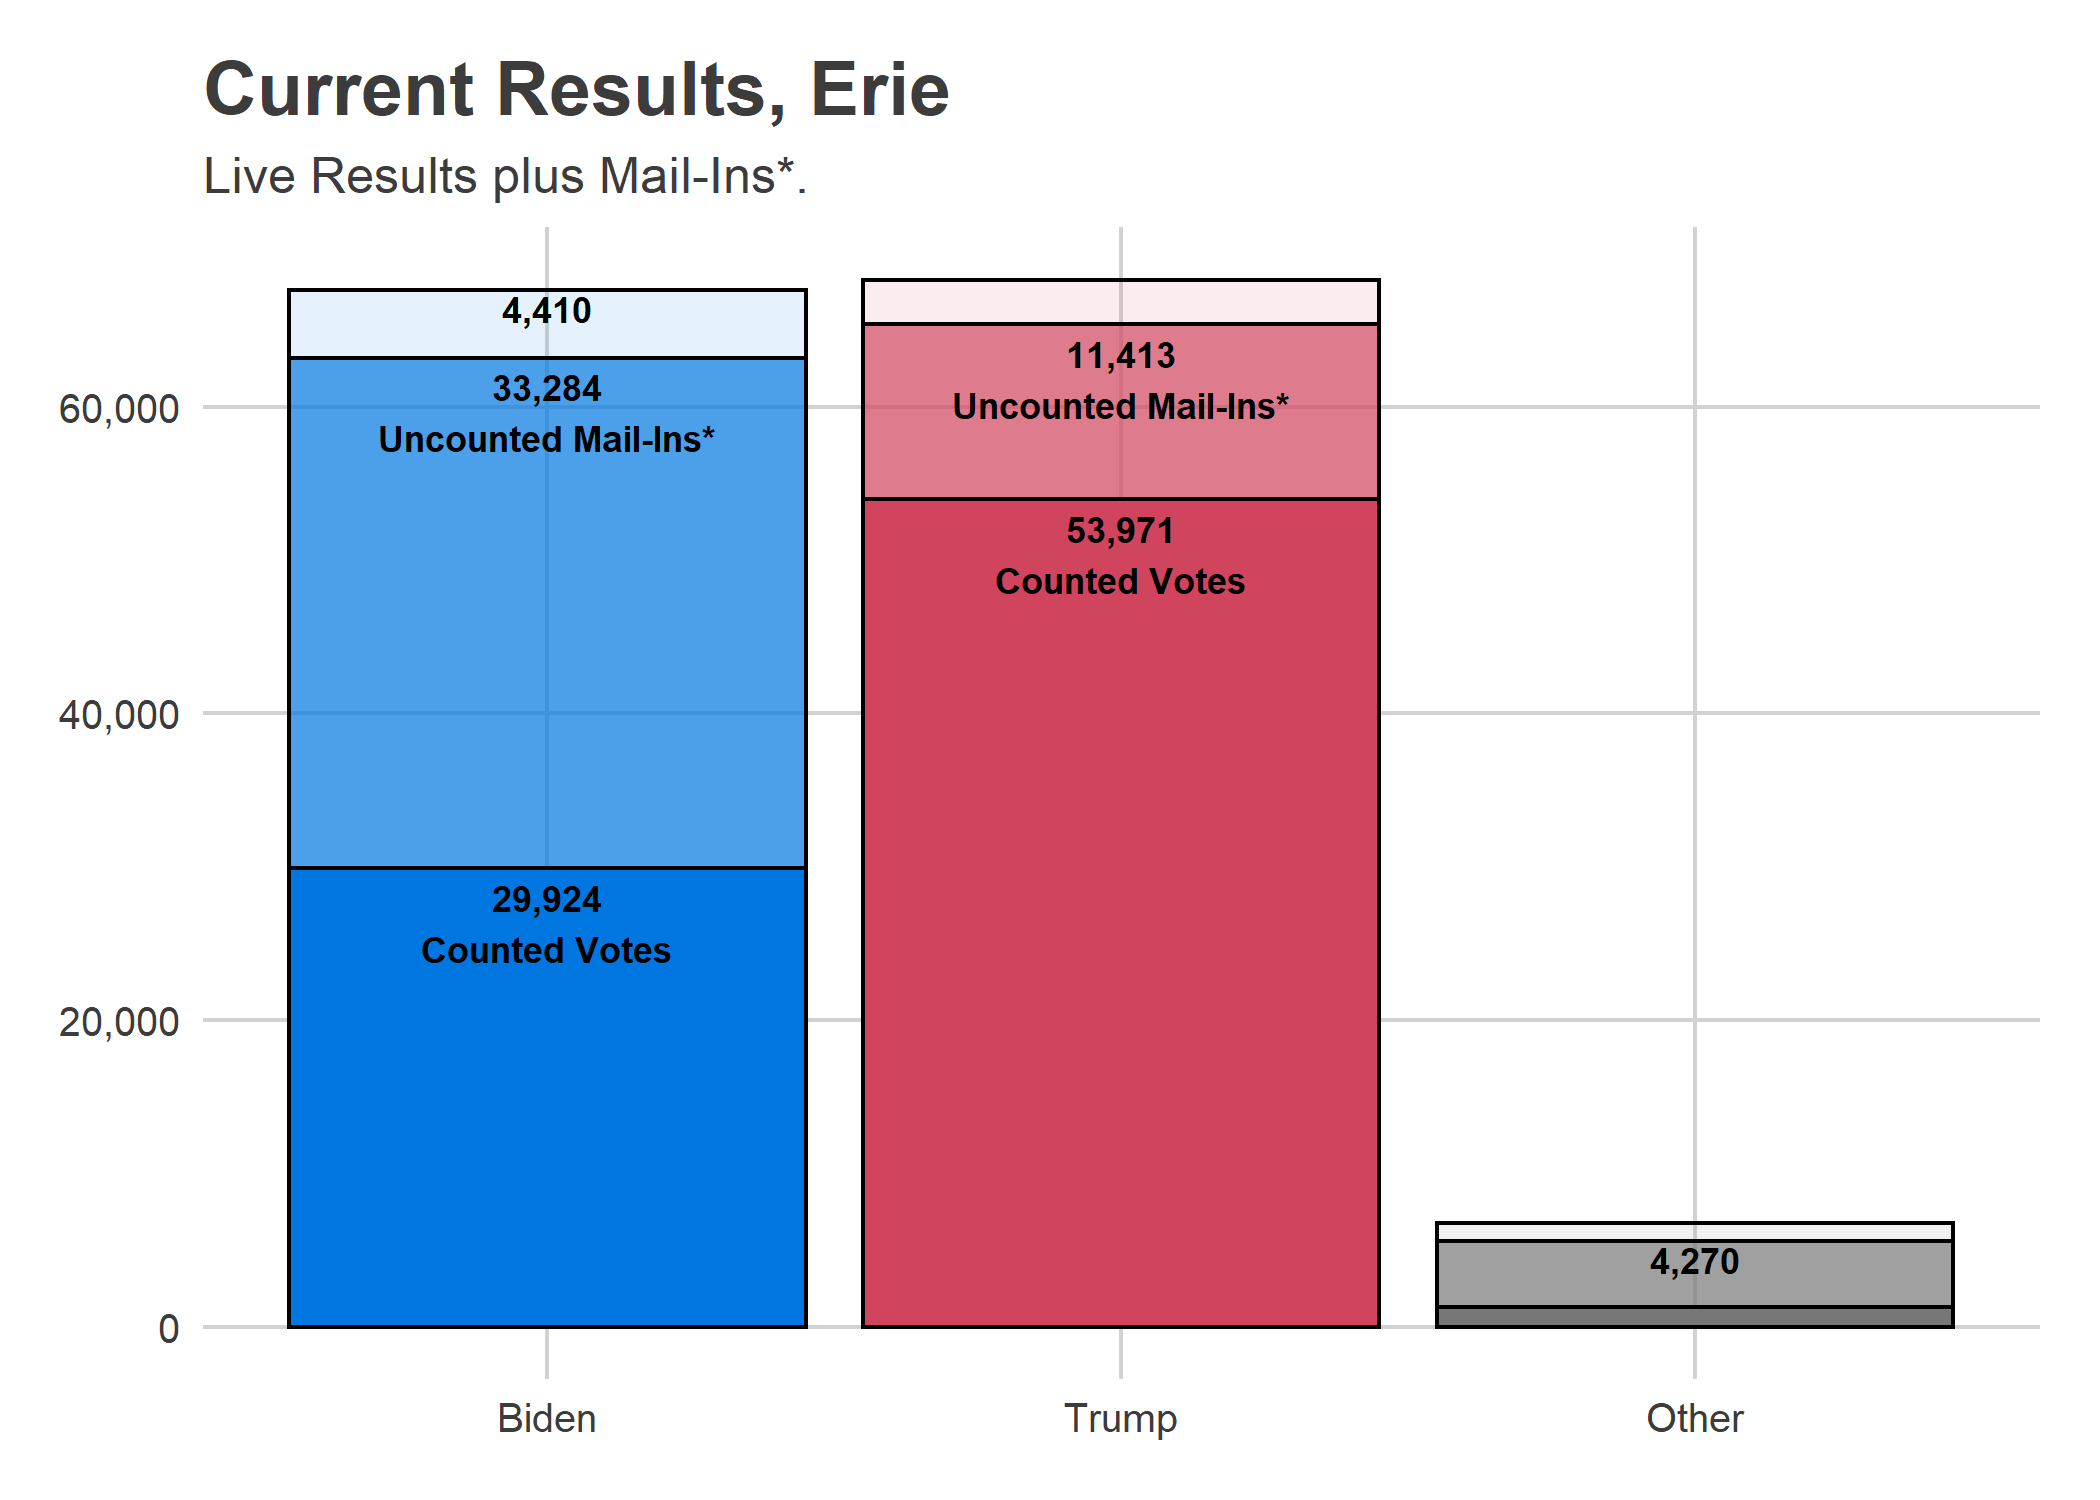 Current Results, Erie
Live Results plus Mail-Ins*.
60,000
40,000
20,000
0
4,410
33,284
Uncounted Mail-Ins*
29,924
Counted Votes
11,413
Uncounted Mail-Ins*
53,971
Counted Votes
4,270
Biden
Trump
Other